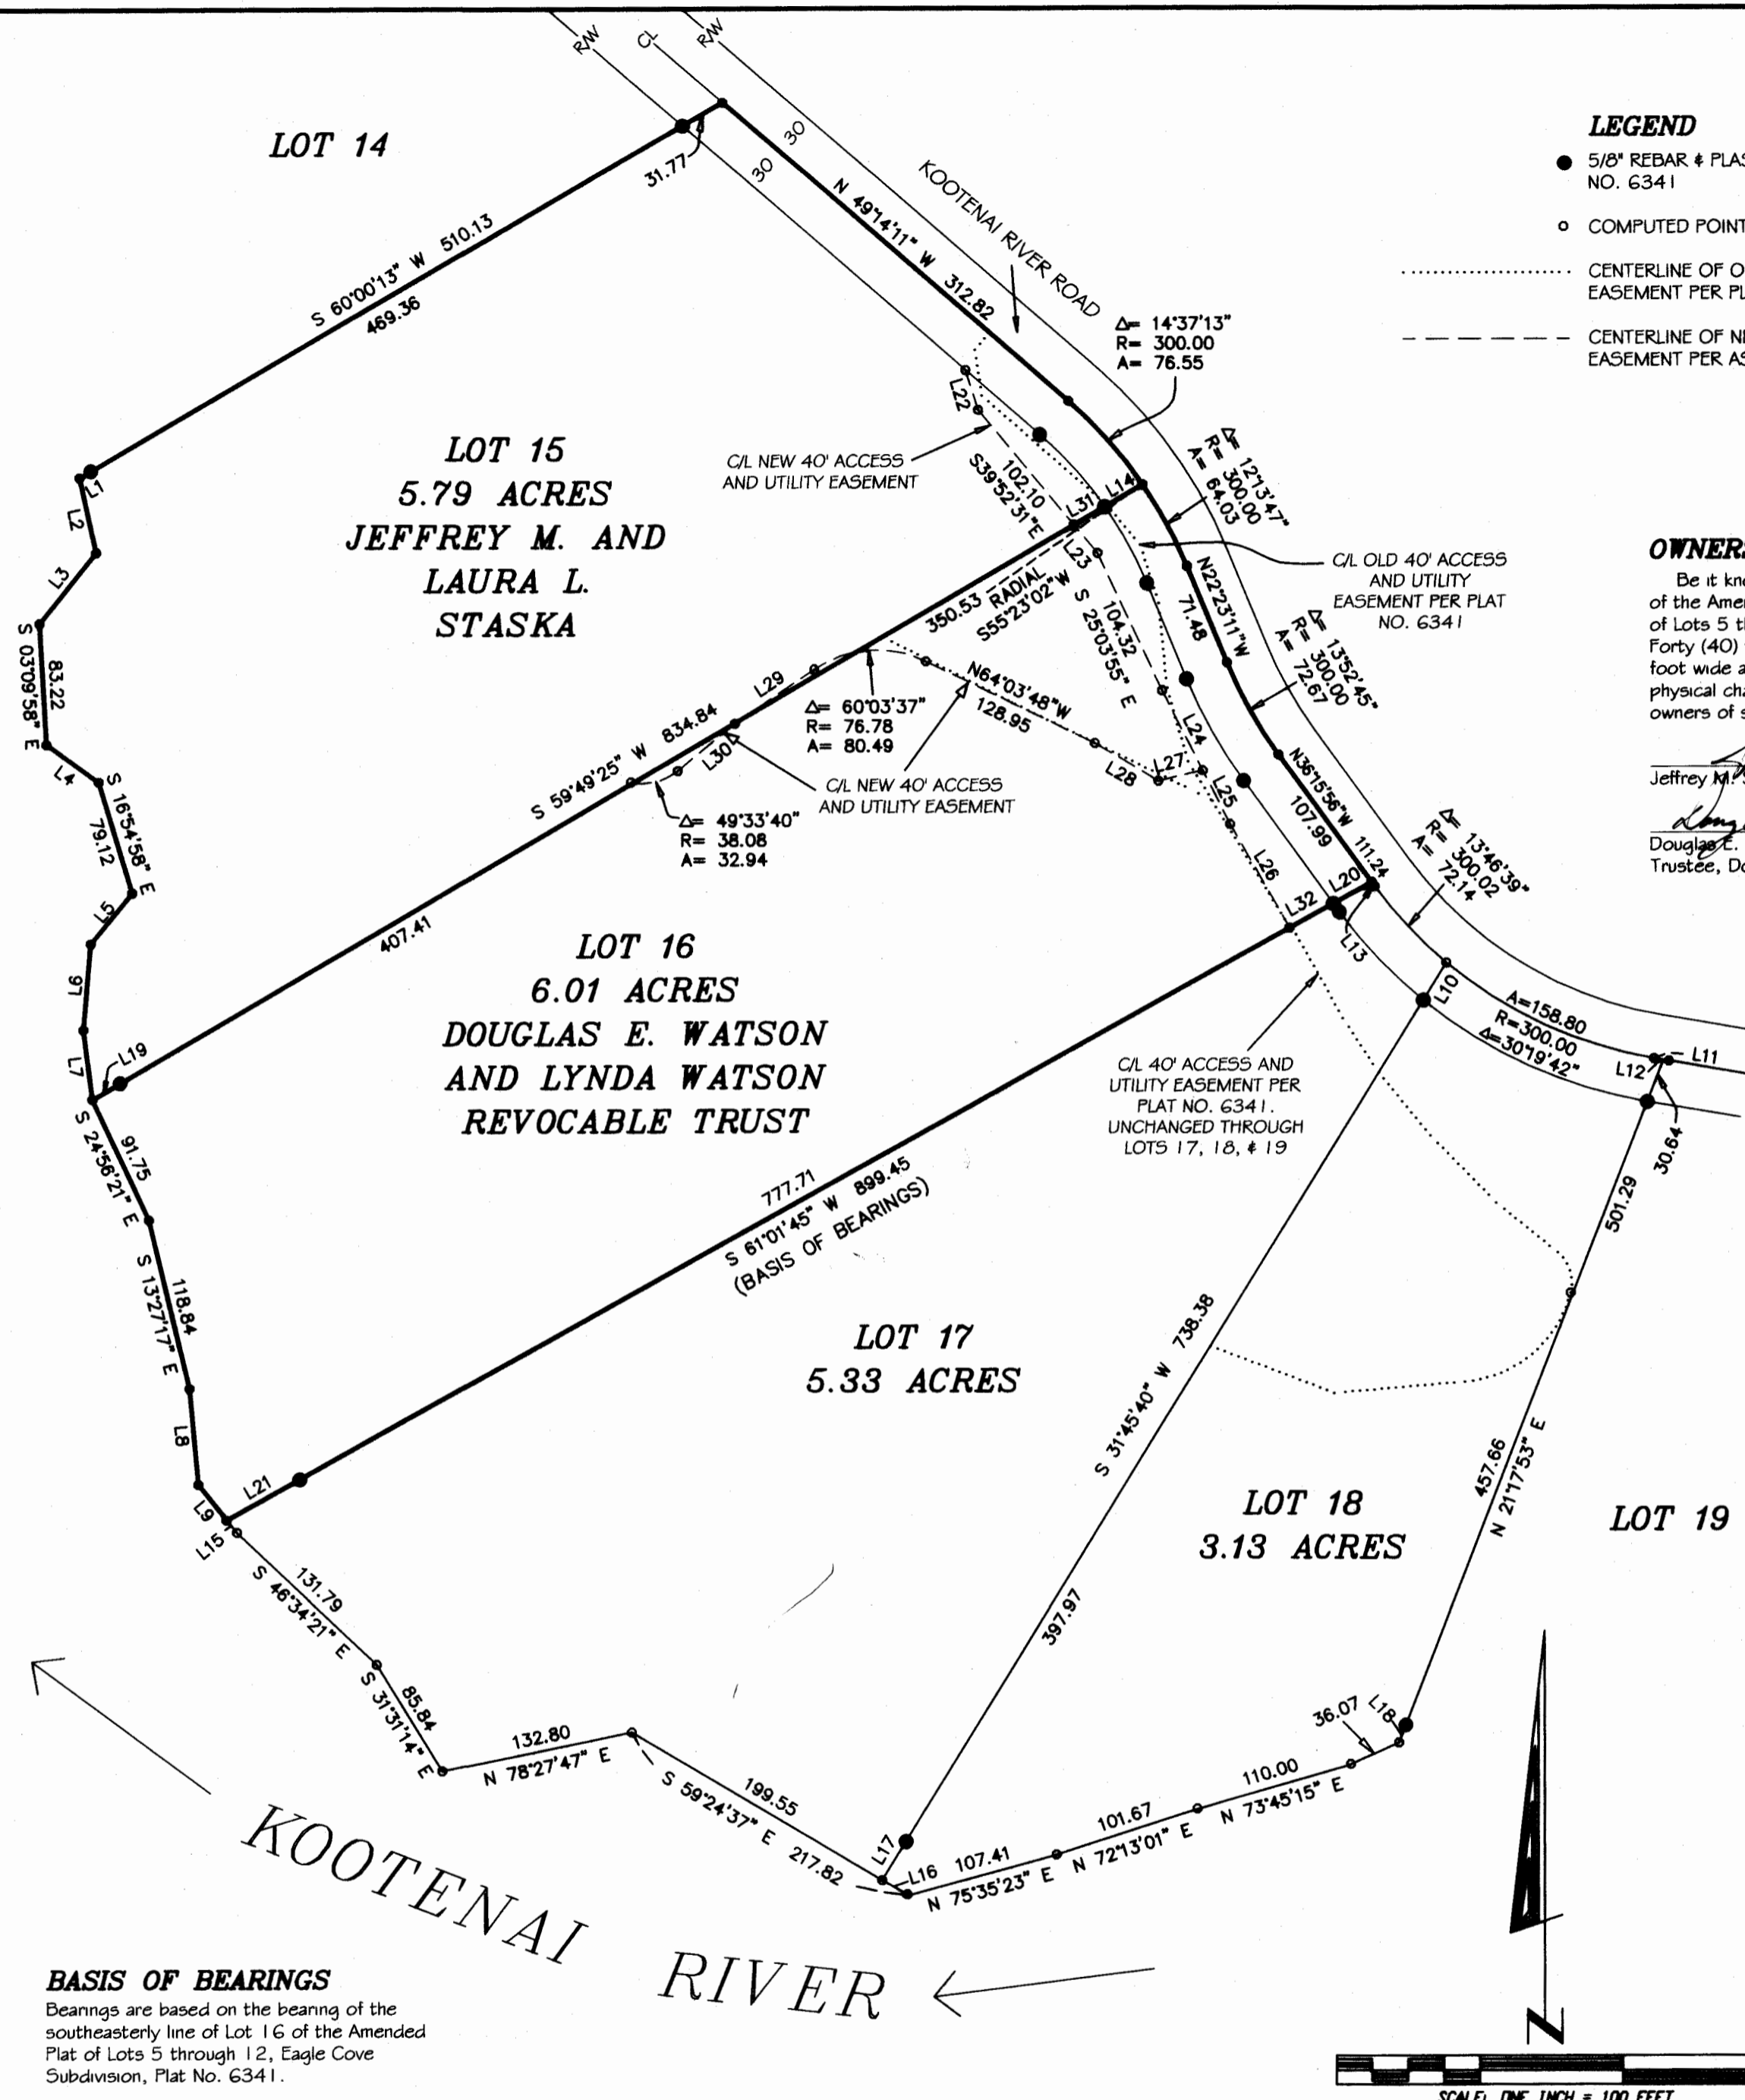 R/W
CL
R/W
LOT 14
31.77
30
30
KOOTENAI RIVER ROAD
N 49°14'11" W 312.82
S 60°00'13" W 510.13
469.36
LEGEND
5/8" REBAR & PLAS
NO. 6341
COMPUTED POINT
CENTERLINE OF O
EASEMENT PER PL
CENTERLINE OF NE
EASEMENT PER AS
Δ= 14°37'13"
R= 300.00
A= 76.55
L1
L2
L3
LOT 15
5.79 ACRES
JEFFREY M. AND
LAURA L.
STASKA
L22
C/L NEW 40' ACCESS
AND UTILITY EASEMENT
102.10
S39°52'31"E
L31
L14
Δ= 12°13'47"
R= 300.00
A= 64.03
C/L OLD 40' ACCESS
AND UTILITY
EASEMENT PER PLAT
NO. 6341
OWNERS
Be it kno
of the Amen
of Lots 5 th
Forty (40)
foot wide a
physical cha
owners of s
Jeffrey M. S
Douglas E.
Trustee, Do
L23
350.53 RADIAL
S55°23'02"W
104.32
S 25°03'55" E
71.48
N22°23'11"W
Δ= 13°52'45"
R= 300.00
A= 72.67
83.22
S 03°09'58" E
L4
L29
N64°03'48"W
128.95
Δ= 60°03'37"
R= 76.78
A= 80.49
L24
L27
L28
L25
L30
S 59°49'25" W 834.84
C/L NEW 40' ACCESS
AND UTILITY EASEMENT
Δ= 49°33'40"
R= 38.08
A= 32.94
N36°15'56"W 111.24
107.99
L26
L20
L32
L13
Δ= 13°46'39"
R= 300.02
A= 72.14
S 16°54'58" E
79.12
L5
L6
L7
L19
407.41
LOT 16
6.01 ACRES
DOUGLAS E. WATSON
AND LYNDA WATSON
REVOCABLE TRUST
L10
A=158.80
R=300.00
Δ=30°19'42"
L11
L12
30.64
C/L 40' ACCESS AND
UTILITY EASEMENT PER
PLAT NO. 6341.
UNCHANGED THROUGH
LOTS 17, 18, & 19
91.75
S 24°56'21" E
777.71
S 61°01'45" W 899.45
(BASIS OF BEARINGS)
501.29
118.84
S 13°27'17" E
LOT 17
5.33 ACRES
S 31°45'40" W 738.38
L8
L9
L21
L15
LOT 18
3.13 ACRES
457.66
N 21°17'53" E
LOT 19
131.79
S 46°34'21" E
397.97
85.84
S 31°31'14" E
132.80
N 78°27'47" E
199.55
S 59°24'37" E 217.82
L17
L16
107.41
N 75°35'23" E
101.67
N 72°13'01" E
110.00
N 73°45'15" E
36.07
L18
KOOTENAI RIVER
BASIS OF BEARINGS
Bearings are based on the bearing of the
southeasterly line of Lot 16 of the Amended
Plat of Lots 5 through 12, Eagle Cove
Subdivision, Plat No. 6341.
N
SCALE: ONE INCH = 100 FEET